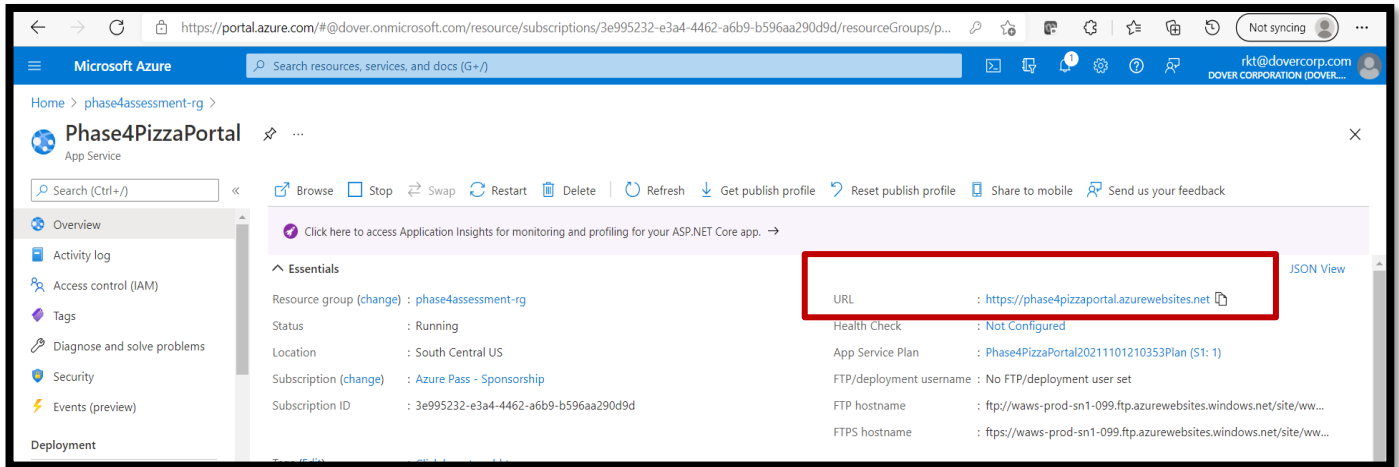 https://portal.azure.com/#@dover.onmicrosoft.com/resource/subscriptions/3e995232-e3a4-4462-a6b9-b596aa290d9d/resourceGroups/p... Not syncing
Microsoft Azure Search resources, services, and docs (G+/) 1 rkt@dovercorp.com
DOVER CORPORATION (DOVER....
Home > phase4assessment-rg >
Phase4PizzaPortal ...
App Service
Search (Ctrl+/) « Browse Stop Swap Restart Delete Refresh Get publish profile Reset publish profile Share to mobile Send us your feedback
Overview
Click here to access Application Insights for monitoring and profiling for your ASP.NET Core app. →
Activity log
Essentials JSON View
Access control (IAM)
Resource group (change) : phase4assessment-rg URL : https://phase4pizzaportal.azurewebsites.net
Tags
Status : Running Health Check : Not Configured
Diagnose and solve problems
Location : South Central US App Service Plan : Phase4PizzaPortal20211101210353Plan (S1: 1)
Security
Subscription (change) : Azure Pass - Sponsorship FTP/deployment username : No FTP/deployment user set
Events (preview)
Subscription ID : 3e995232-e3a4-4462-a6b9-b596aa290d9d FTP hostname : ftp://waws-prod-sn1-099.ftp.azurewebsites.windows.net/site/ww...
FTPS hostname : ftps://waws-prod-sn1-099.ftp.azurewebsites.windows.net/site/ww...
Deployment